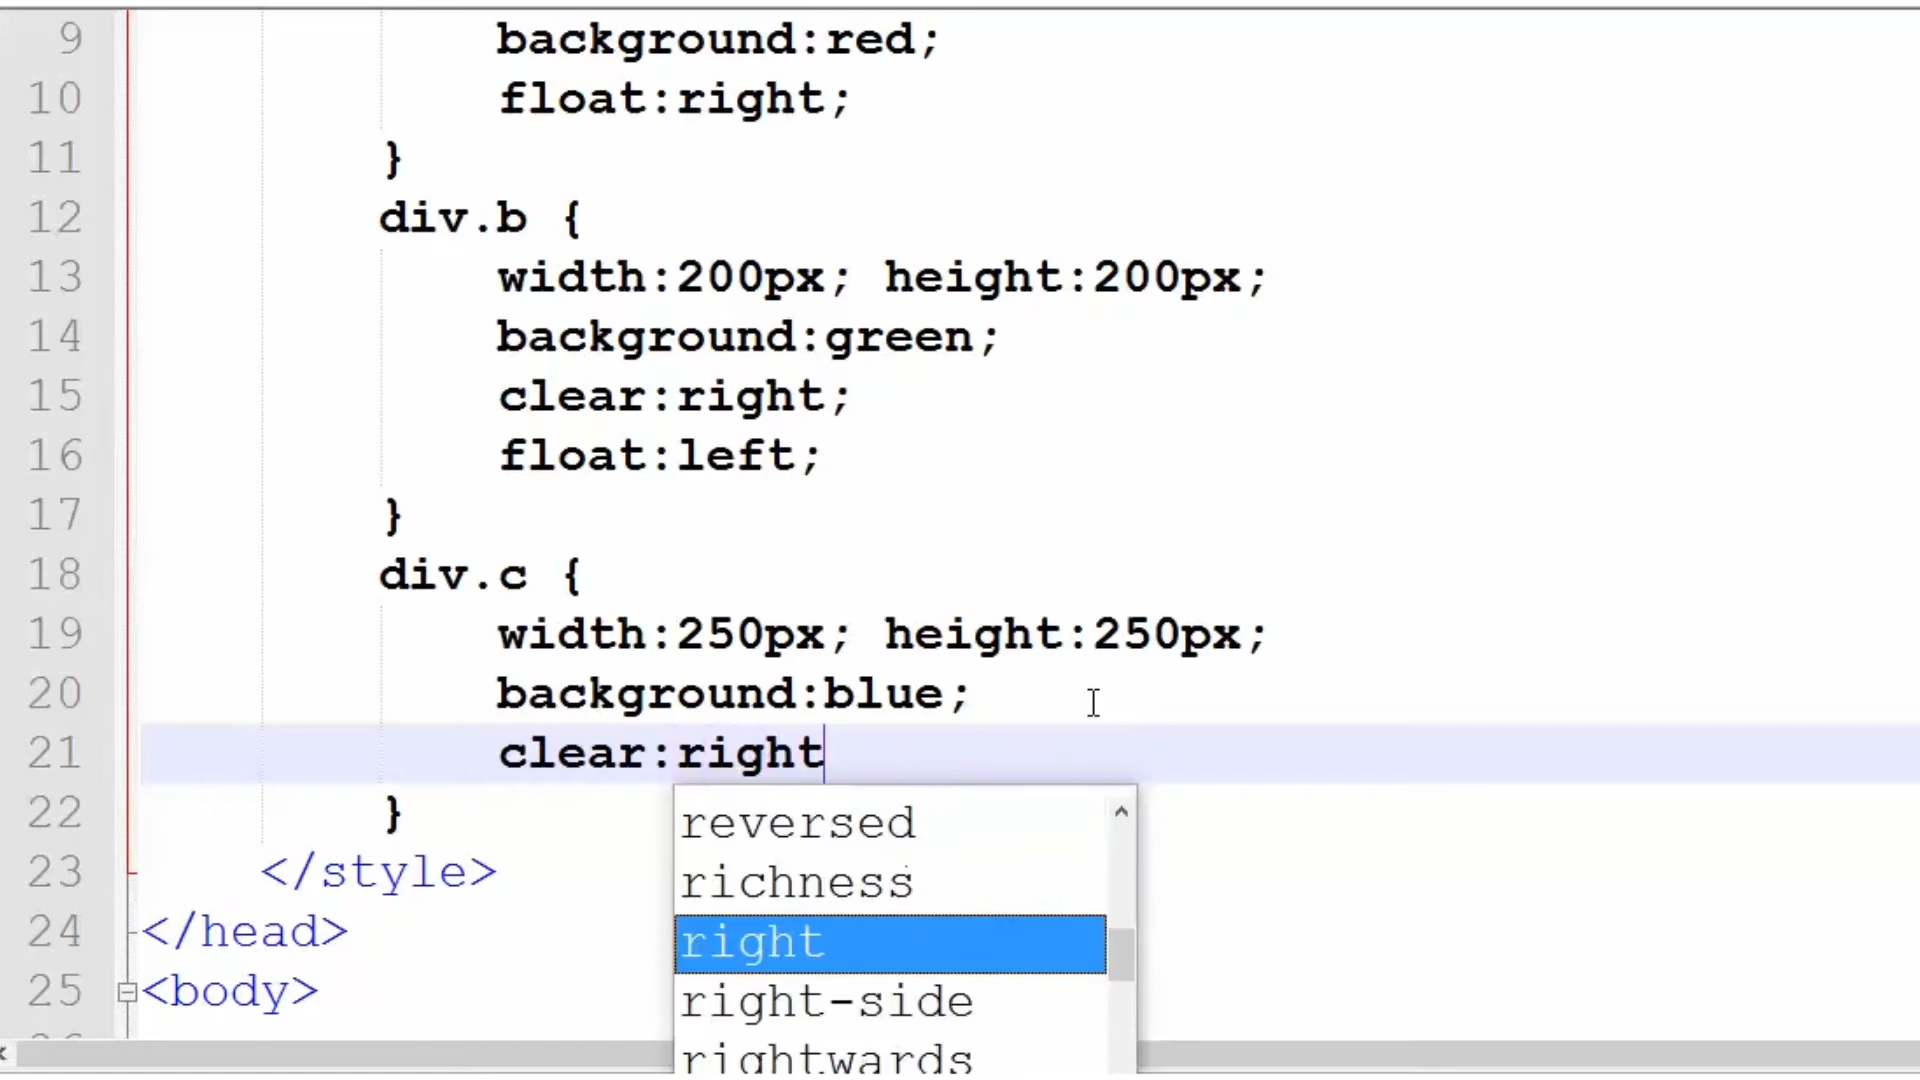 9 background:red;
10 float:right;
11 }
12 div.b {
13 width:200px; height:200px;
14 background:green;
15 clear:right;
16 float:left;
17 }
18 div.c {
19 width:250px; height:250px;
20 background:blue;
21 clear:right
22 }
reversed
23 </style>
richness
24 </head>
right
25 <body>
right-side
rightwards